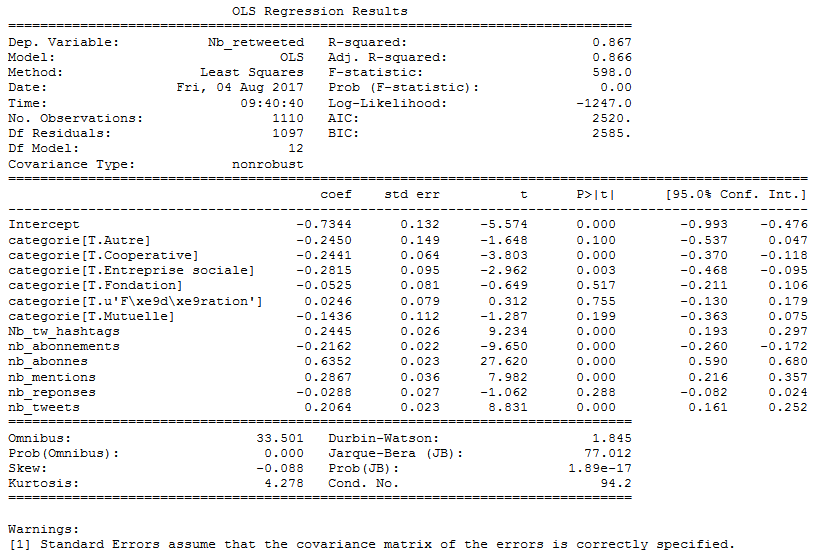 OLS Regression Results
==============================================================================
Dep. Variable:           Nb_retweeted   R-squared:                       0.867
Model:                            OLS   Adj. R-squared:                  0.866
Method:                 Least Squares   F-statistic:                     598.0
Date:                Fri, 04 Aug 2017   Prob (F-statistic):               0.00
Time:                        09:40:40   Log-Likelihood:                -1247.0
No. Observations:                1110   AIC:                             2520.
Df Residuals:                    1097   BIC:                             2585.
Df Model:                          12
Covariance Type:            nonrobust
==============================================================================
coef    std err          t      P>|t|      [95.0% Conf. Int.]
------------------------------------------------------------------------------
Intercept                           -0.7344      0.132     -5.574      0.000        -0.993    -0.476
categorie[T.Autre]                  -0.2450      0.149     -1.648      0.100        -0.537     0.047
categorie[T.Cooperative]            -0.2441      0.064     -3.803      0.000        -0.370    -0.118
categorie[T.Entreprise sociale]     -0.2815      0.095     -2.962      0.003        -0.468    -0.095
categorie[T.Fondation]              -0.0525      0.081     -0.649      0.517        -0.211     0.106
categorie[T.u'F\xe9d\xe9ration']     0.0246      0.079      0.312      0.755        -0.130     0.179
categorie[T.Mutuelle]               -0.1436      0.112     -1.287      0.199        -0.363     0.075
Nb_tw_hashtags                       0.2445      0.026      9.234      0.000         0.193     0.297
nb_abonnements                      -0.2162      0.022     -9.650      0.000        -0.260    -0.172
nb_abonnes                           0.6352      0.023     27.620      0.000         0.590     0.680
nb_mentions                          0.2867      0.036      7.982      0.000         0.216     0.357
nb_reponses                         -0.0288      0.027     -1.062      0.288        -0.082     0.024
nb_tweets                            0.2064      0.023      8.831      0.000         0.161     0.252
==============================================================================
Omnibus:                       33.501   Durbin-Watson:                   1.845
Prob(Omnibus):                  0.000   Jarque-Bera (JB):               77.012
Skew:                          -0.088   Prob(JB):                     1.89e-17
Kurtosis:                       4.278   Cond. No.                         94.2
==============================================================================
Warnings:
[1] Standard Errors assume that the covariance matrix of the errors is correctly specified.